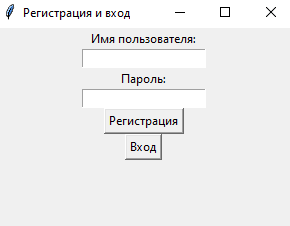 Регистрация и вход
Имя пользователя:
Пароль:
Регистрация
Вход